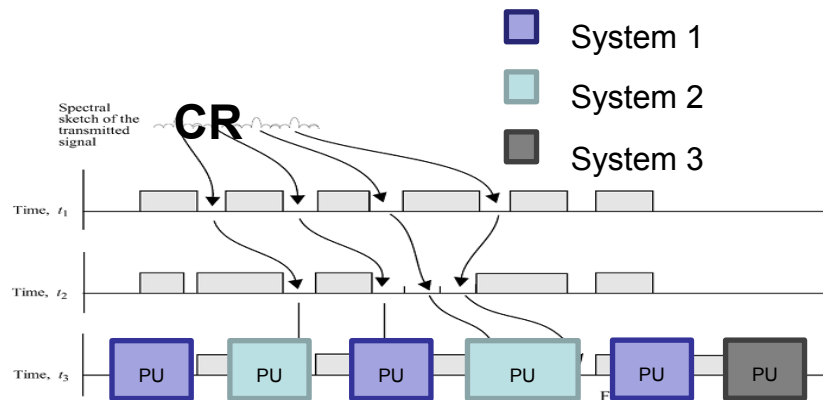 System 1
System 2
System 3
Spectral
sketch of the
transmitted
signal
CR
Time, t1
Time, t2
Time, t3
PU PU PU PU PU PU
F